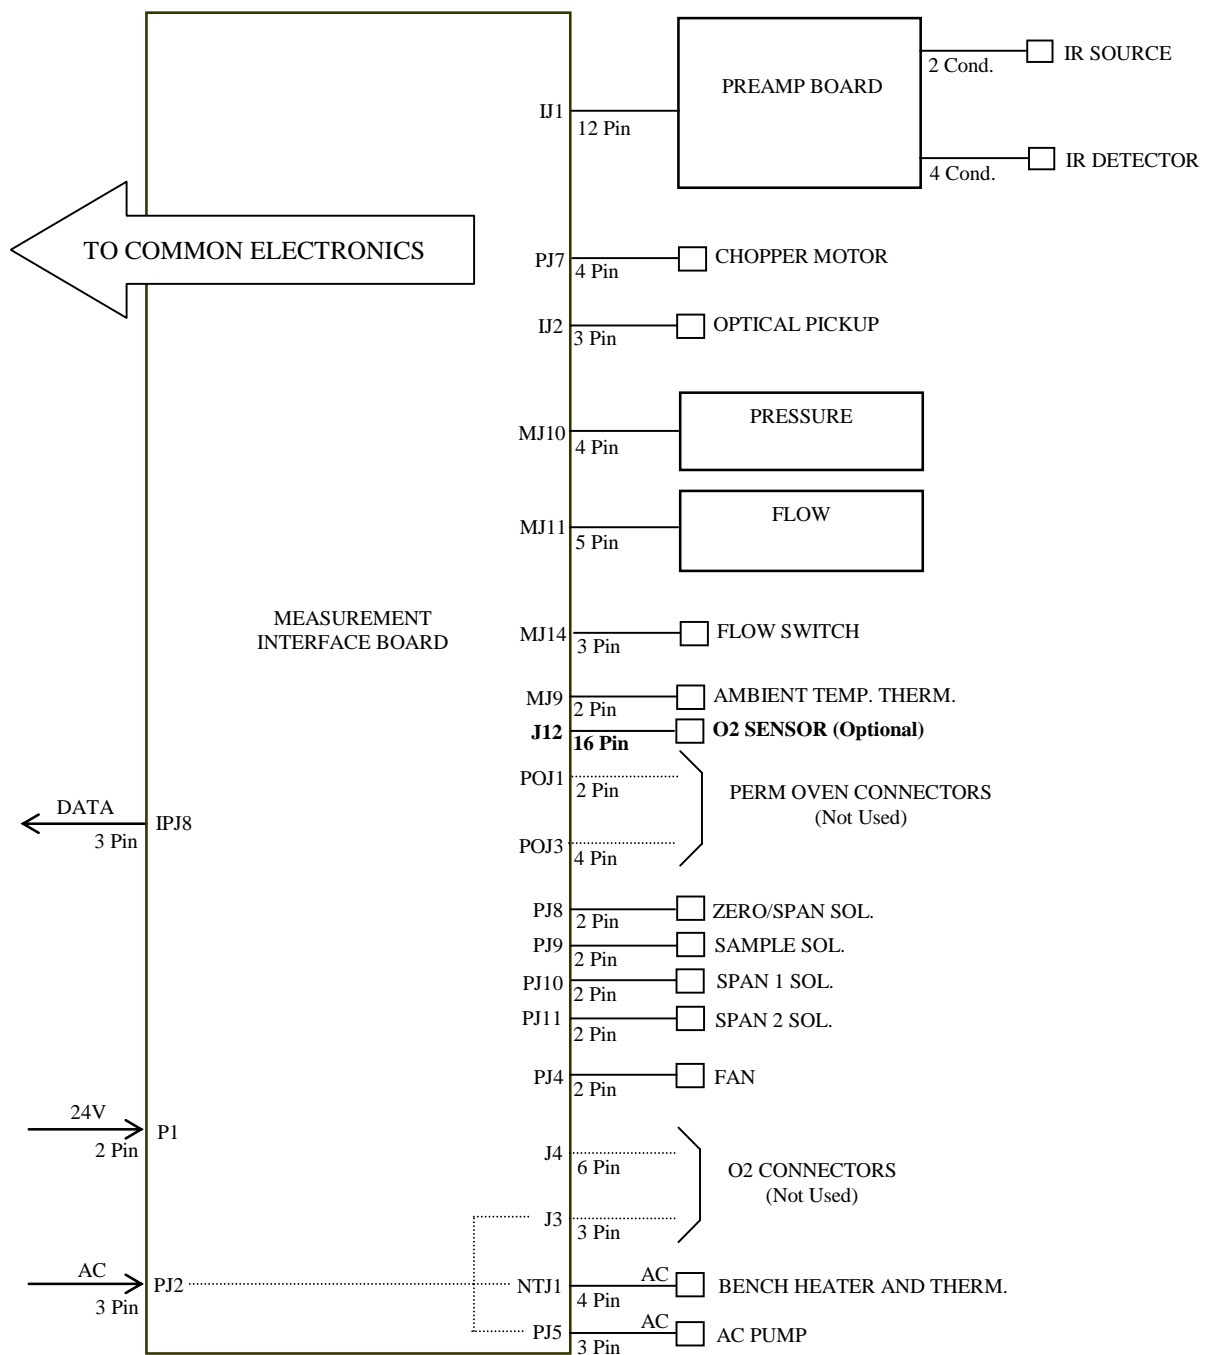 IR SOURCE
2 Cond.
PREAMP BOARD
IJ1
12 Pin
IR DETECTOR
4 Cond.
TO COMMON ELECTRONICS
PJ7
4 Pin
CHOPPER MOTOR
IJ2
3 Pin
OPTICAL PICKUP
PRESSURE
MJ10
4 Pin
FLOW
MJ11
5 Pin
MEASUREMENT
INTERFACE BOARD
MJ14
3 Pin
FLOW SWITCH
MJ9
2 Pin
AMBIENT TEMP. THERM.
J12
16 Pin
O2 SENSOR (Optional)
POJ1
2 Pin
PERM OVEN CONNECTORS
(Not Used)
DATA
3 Pin
IPJ8
POJ3
4 Pin
PJ8
2 Pin
ZERO/SPAN SOL.
PJ9
2 Pin
SAMPLE SOL.
PJ10
2 Pin
SPAN 1 SOL.
PJ11
2 Pin
SPAN 2 SOL.
PJ4
2 Pin
FAN
24V
2 Pin
P1
J4
6 Pin
O2 CONNECTORS
(Not Used)
J3
3 Pin
AC
3 Pin
PJ2
NTJ1
4 Pin
AC
BENCH HEATER AND THERM.
PJ5
3 Pin
AC
AC PUMP